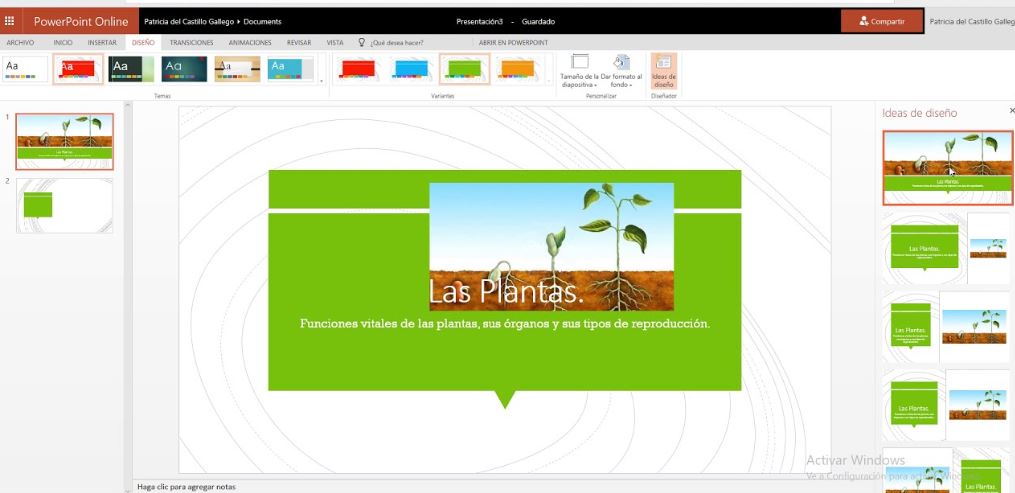 PowerPoint Online
Patricia del Castillo Gallego ▸ Documents
Presentación3 - Guardado
Compartir
Patricia del Castillo Galleg
ARCHIVO INICIO INSERTAR DISEÑO TRANSICIONES ANIMACIONES REVISAR VISTA ¿Qué desea hacer? ABRIR EN POWERPOINT
Aa Aa Aa Aa Aa Aa
Tamaño de la diapositiva
Dar formato al fondo
Ideas de diseño
Temas Variantes Personalizar Diseñador
1
Las Plantas.
2
Las Plantas.
Funciones vitales de las plantas, sus órganos y sus tipos de reproducción.
Ideas de diseño
Las Plantas.
Las Plantas.
Las Plantas.
Las Plantas.
Las Plantas.
Activar Windows
Ve a Configuración para
Haga clic para agregar notas